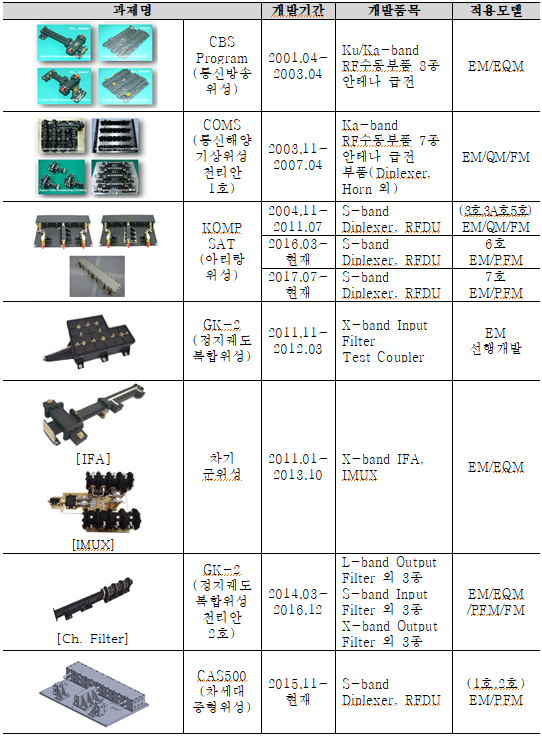 과제명
개발기간
개발품목
적용모델
CBS
Program
(통신방송
위성)
2001.04-
2003.04
Ku/Ka-band
RF수동부품 8종
안테나 급전
EM/EQM
COMS
(통신해양
기상위성
천리안
1호)
2003.11-
2007.04
Ka-band
RF수동부품 7종
안테나 급전
부품(Diplexer,
Horn 외)
EM/QM/FM
KOMP
SAT
(아리랑
위성)
2004.11-
2011.07
S-band
Diplexer, RFDU
(3호,3A호,5호)
EM/QM/FM
2016.03-
현재
S-band
Diplexer, RFDU
6호
EM/PFM
2017.07-
현재
S-band
Diplexer, RFDU
7호
EM/PFM
GK-2
(정지궤도
복합위성)
2011.11-
2012.03
X-band Input
Filter
Test Coupler
EM
선행개발
[IFA]
[IMUX]
차기
군위성
2011.01-
2013.10
X-band IFA,
IMUX
EM/EQM
[Ch. Filter]
GK-2
(정지궤도
복합위성
천리안
2호)
2014.03-
2016.12
L-band Output
Filter 외 3종
S-band Input
Filter 외 3종
X-band Output
Filter 외 3종
EM/EQM
/PFM/FM
CAS500
(차세대
중형위성)
2015.11-
현재
S-band
Diplexer, RFDU
(1호,2호)
EM/PFM